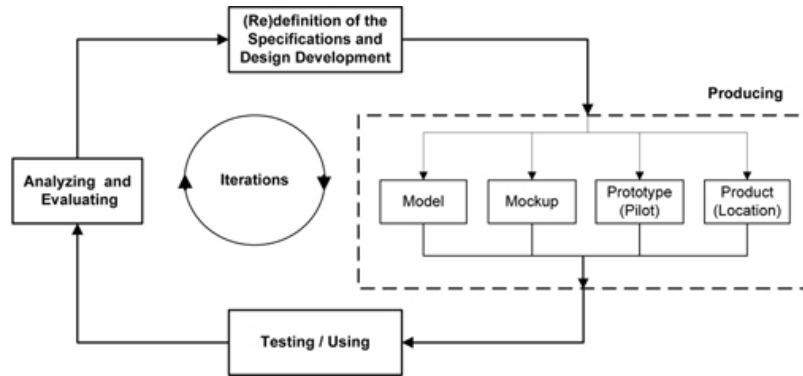 (Re)definition of the
Specifications and
Design Development
Producing
Iterations
Analyzing and
Evaluating
Model
Mockup
Prototype
(Pilot)
Product
(Location)
Testing / Using